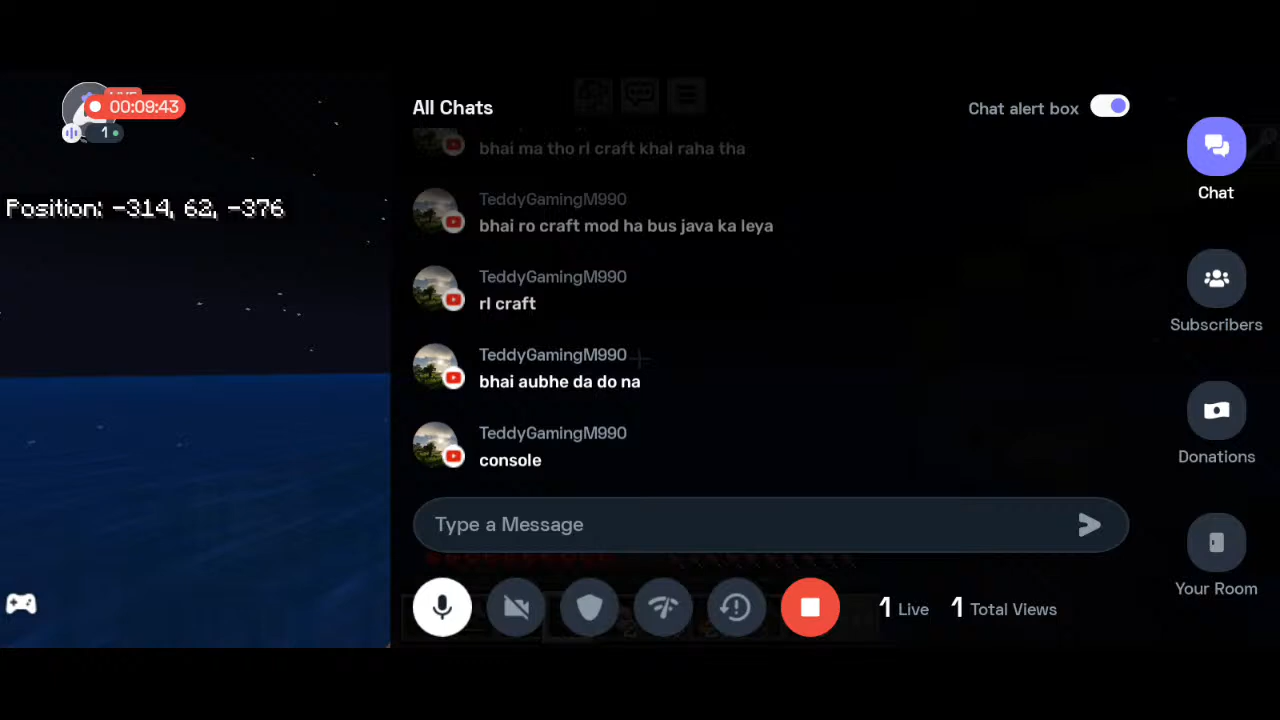 LIVE
00:09:43
1
Position: -314, 62, -376
All Chats
Chat alert box
bhai ma tho rl craft khal raha tha
TeddyGamingM990
bhai ro craft mod ha bus java ka leya
TeddyGamingM990
rl craft
TeddyGamingM990
bhai aubhe da do na
TeddyGamingM990
console
Type a Message
1 Live 1 Total Views
Chat
Subscribers
Donations
Your Room